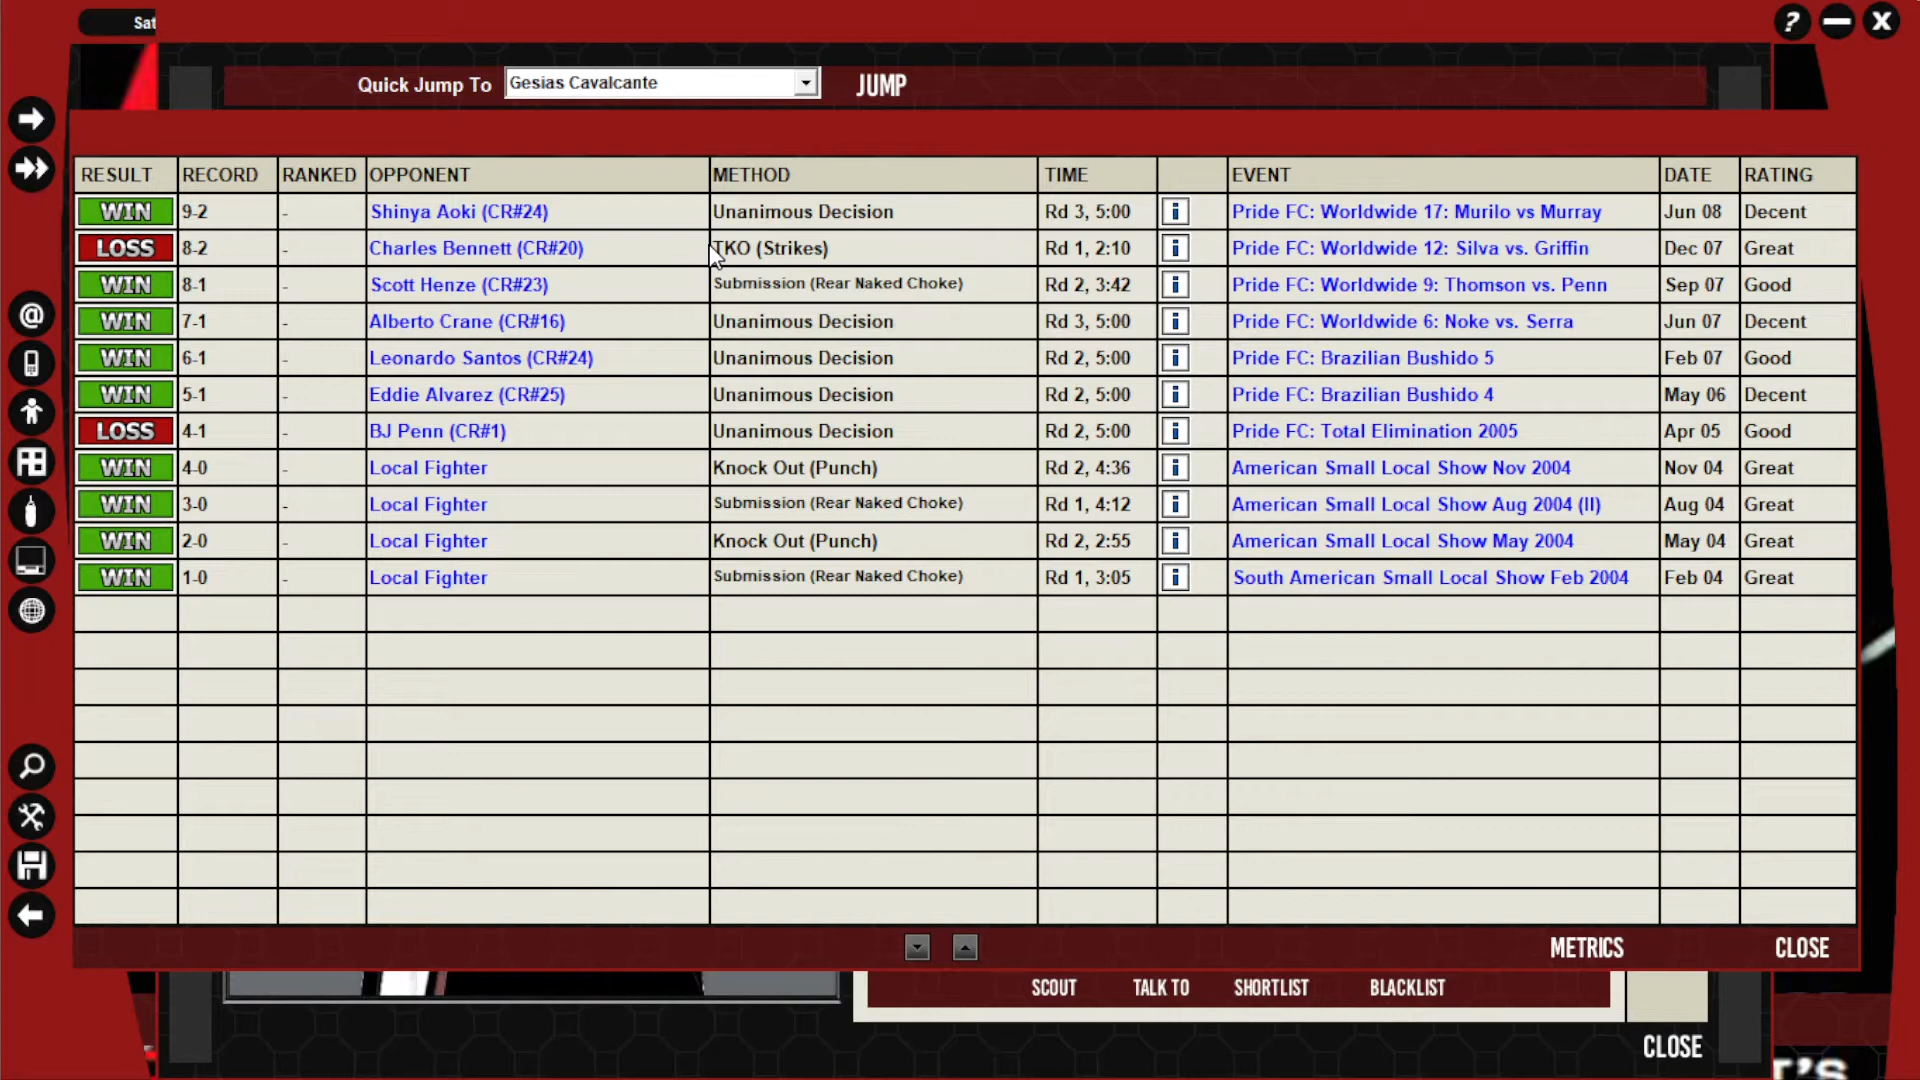 Sat
?
X
Quick Jump To Gesias Cavalcante JUMP
RESULT RECORD RANKED OPPONENT METHOD TIME EVENT DATE RATING
WIN 9-2 - Shinya Aoki (CR#24) Unanimous Decision Rd 3, 5:00 i Pride FC: Worldwide 17: Murilo vs Murray Jun 08 Decent
LOSS 8-2 - Charles Bennett (CR#20) TKO (Strikes) Rd 1, 2:10 i Pride FC: Worldwide 12: Silva vs. Griffin Dec 07 Great
WIN 8-1 - Scott Henze (CR#23) Submission (Rear Naked Choke) Rd 2, 3:42 i Pride FC: Worldwide 9: Thomson vs. Penn Sep 07 Good
WIN 7-1 - Alberto Crane (CR#16) Unanimous Decision Rd 3, 5:00 i Pride FC: Worldwide 6: Noke vs. Serra Jun 07 Decent
WIN 6-1 - Leonardo Santos (CR#24) Unanimous Decision Rd 2, 5:00 i Pride FC: Brazilian Bushido 5 Feb 07 Good
WIN 5-1 - Eddie Alvarez (CR#25) Unanimous Decision Rd 2, 5:00 i Pride FC: Brazilian Bushido 4 May 06 Decent
LOSS 4-1 - BJ Penn (CR#1) Unanimous Decision Rd 2, 5:00 i Pride FC: Total Elimination 2005 Apr 05 Good
WIN 4-0 - Local Fighter Knock Out (Punch) Rd 2, 4:36 i American Small Local Show Nov 2004 Nov 04 Great
WIN 3-0 - Local Fighter Submission (Rear Naked Choke) Rd 1, 4:12 i American Small Local Show Aug 2004 (II) Aug 04 Great
WIN 2-0 - Local Fighter Knock Out (Punch) Rd 2, 2:55 i American Small Local Show May 2004 May 04 Great
WIN 1-0 - Local Fighter Submission (Rear Naked Choke) Rd 1, 3:05 i South American Small Local Show Feb 2004 Feb 04 Great
METRICS CLOSE
SCOUT TALK TO SHORTLIST BLACKLIST
CLOSE